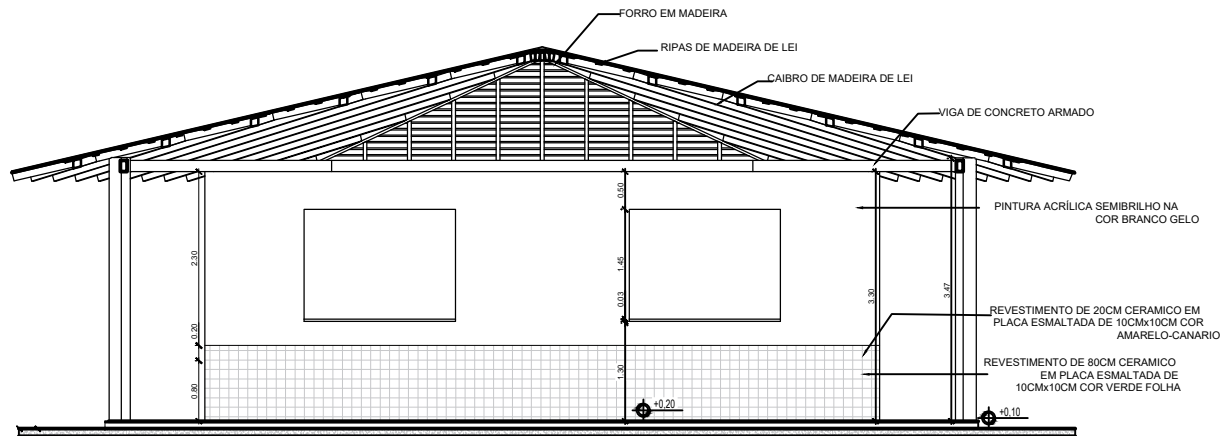 FORRO EM MADEIRA
RIPAS DE MADEIRA DE LEI
CAIBRO DE MADEIRA DE LEI
VIGA DE CONCRETO ARMADO
PINTURA ACRÍLICA SEMIBRILHO NA
COR BRANCO GELO
REVESTIMENTO DE 20CM CERAMICO EM
PLACA ESMALTADA DE 10CMx10CM COR
AMARELO-CANARIO
REVESTIMENTO DE 80CM CERAMICO
EM PLACA ESMALTADA DE
10CMx10CM COR VERDE FOLHA
2.30
0.20
0.80
0.50
1.45
0.03
1.30
3.30
3.47
+0,20
+0,10